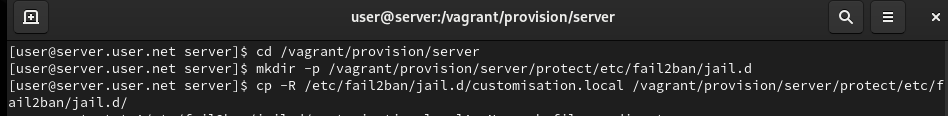 user@server:/vagrant/provision/server
[user@server.user.net server]$ cd /vagrant/provision/server
[user@server.user.net server]$ mkdir -p /vagrant/provision/server/protect/etc/fail2ban/jail.d
[user@server.user.net server]$ cp -R /etc/fail2ban/jail.d/customisation.local /vagrant/provision/server/protect/etc/f
ail2ban/jail.d/